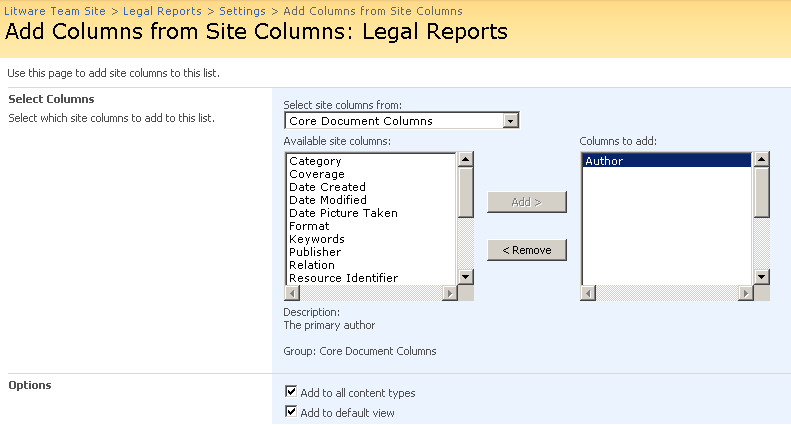 Litware Team Site > Legal Reports > Settings > Add Columns from Site Columns
Add Columns from Site Columns: Legal Reports
Use this page to add site columns to this list.
Select Columns
Select which site columns to add to this list.
Select site columns from:
Core Document Columns
Available site columns:
Category
Coverage
Date Created
Date Modified
Date Picture Taken
Format
Keywords
Publisher
Relation
Resource Identifier
Add >
< Remove
Columns to add:
Author
Description:
The primary author
Group: Core Document Columns
Options
Add to all content types
Add to default view